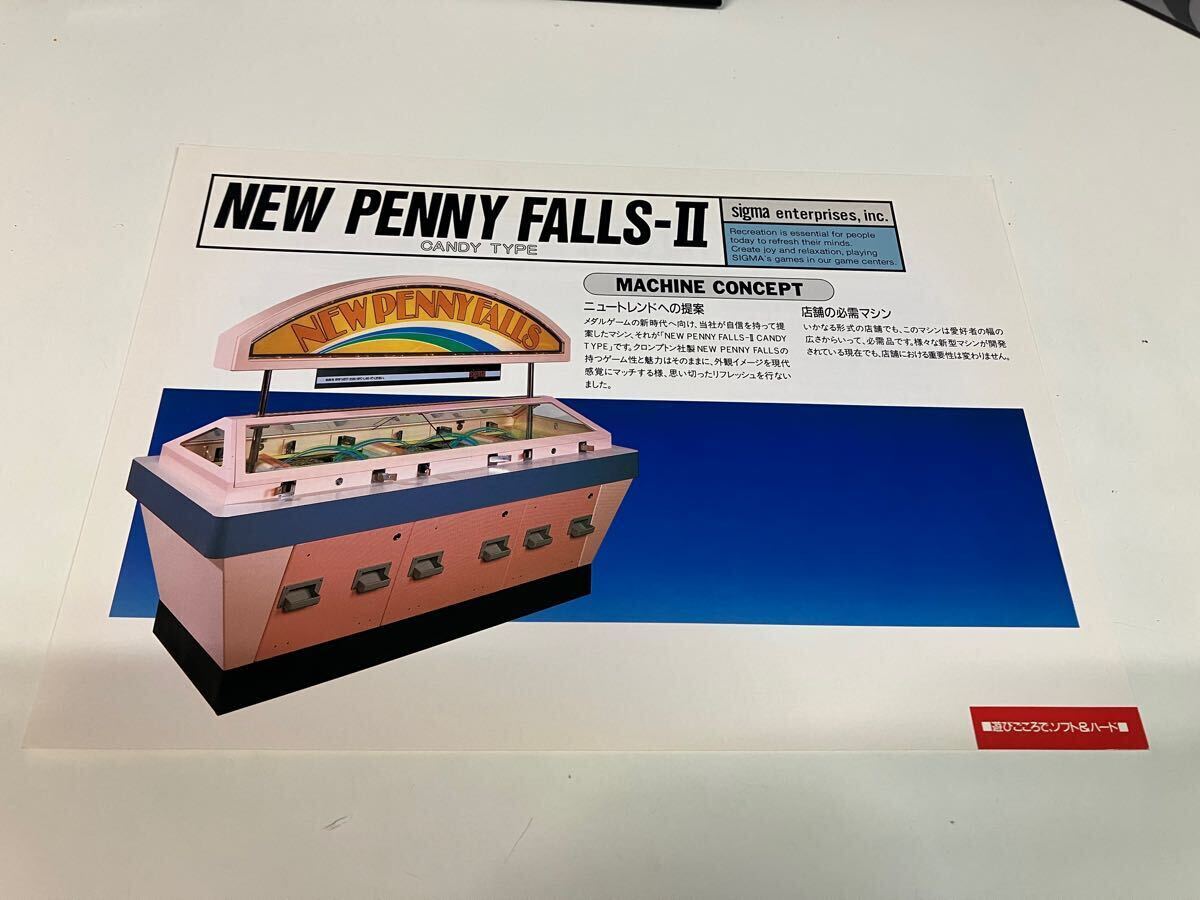 NEW PENNY FALLS-II
CANDY TYPE
sigma enterprises, inc.
Recreation is essential for people
today to refresh their minds.
Create joy and relaxation, playing
SIGMA's games in our game centers.
MACHINE CONCEPT
ニュートレンドへの提案
メダルゲームの新時代へ向け、当社が自信を持って提
案したマシン、それが「NEW PENNY FALLS-II CANDY
TYPE」です。クロンプトン社製NEW PENNY FALLSの
持つゲーム性と魅力はそのままに、外観イメージを現代
感覚にマッチする様、思い切ったリフレッシュを行ない
ました。
店舗の必需マシン
いかなる形式の店舗でも、このマシンは愛好者の幅の
広さからいって、必需品です。様々な新型マシンが開発
されている現在でも、店舗における重要性は変わりません。
NEW PENNY FALLS
■遊びごころで、ソフト&ハード■